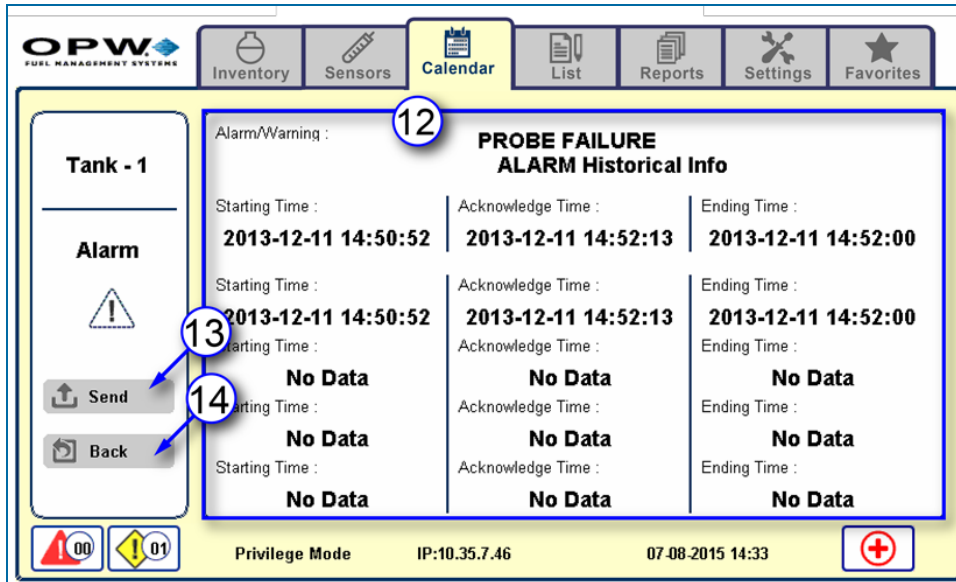 OPW
FUEL MANAGEMENT SYSTEMS
Inventory
Sensors
Calendar
List
Reports
Settings
Favorites
Tank - 1
Alarm
13
Send
14
Back
12
Alarm/Warning :
PROBE FAILURE
ALARM Historical Info
Starting Time : Acknowledge Time : Ending Time :
2013-12-11 14:50:52 2013-12-11 14:52:13 2013-12-11 14:52:00
Starting Time : Acknowledge Time : Ending Time :
2013-12-11 14:50:52 2013-12-11 14:52:13 2013-12-11 14:52:00
Starting Time : Acknowledge Time : Ending Time :
No Data No Data No Data
Starting Time : Acknowledge Time : Ending Time :
No Data No Data No Data
Starting Time : Acknowledge Time : Ending Time :
No Data No Data No Data
00 01 Privilege Mode IP:10.35.7.46 07-08-2015 14:33